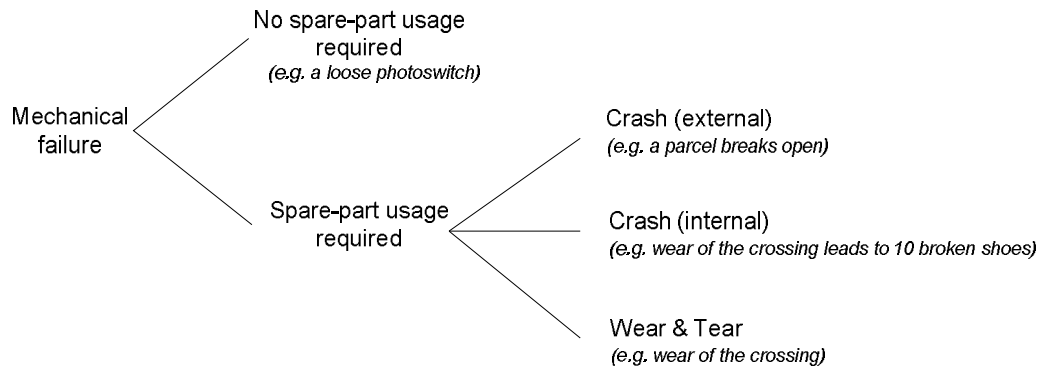 No spare-part usage
required
(e.g. a loose photoswitch)
Mechanical
failure
Crash (external)
(e.g. a parcel breaks open)
Spare-part usage
required
Crash (internal)
(e.g. wear of the crossing leads to 10 broken shoes)
Wear & Tear
(e.g. wear of the crossing)